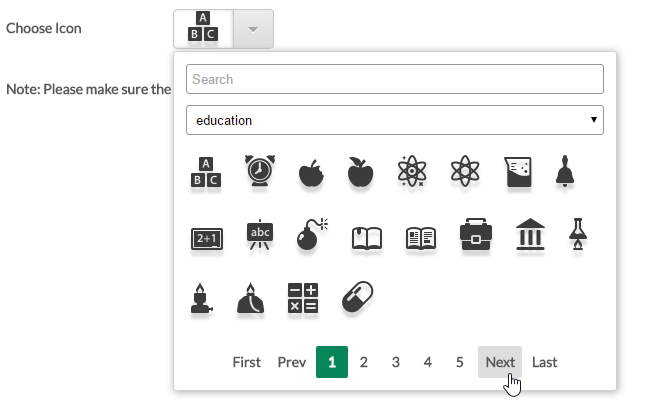 Choose Icon
A
B C
Note: Please make sure the
Search
education
A
B C
2+1
abc
First Prev 1 2 3 4 5 Next Last